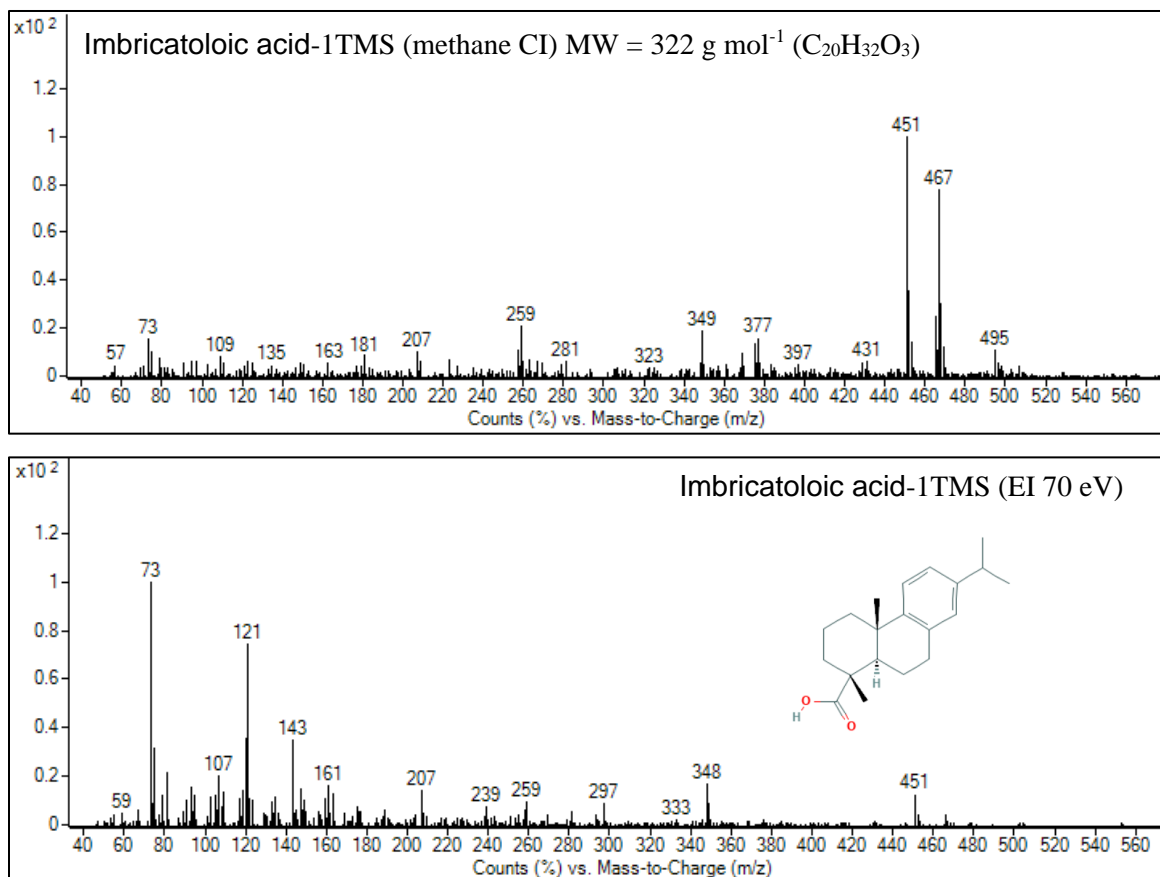 x10 2
Imbricatoloic acid-1TMS (methane CI) MW = 322 g mol⁻¹ (C₂₀H₃₂O₃)
1.2
1
0.8
0.6
0.4
0.2
0
57 73 109 135 163 181 207 259 281 323 349 377 397 431 451 467 495
40 60 80 100 120 140 160 180 200 220 240 260 280 300 320 340 360 380 400 420 440 460 480 500 520 540 560
Counts (%) vs. Mass-to-Charge (m/z)
x10 2
Imbricatoloic acid-1TMS (EI 70 eV)
1.2
1
0.8
0.6
0.4
0.2
0
59 73 107 121 143 161 207 239 259 297 333 348 451
H O O H
40 60 80 100 120 140 160 180 200 220 240 260 280 300 320 340 360 380 400 420 440 460 480 500 520 540 560
Counts (%) vs. Mass-to-Charge (m/z)